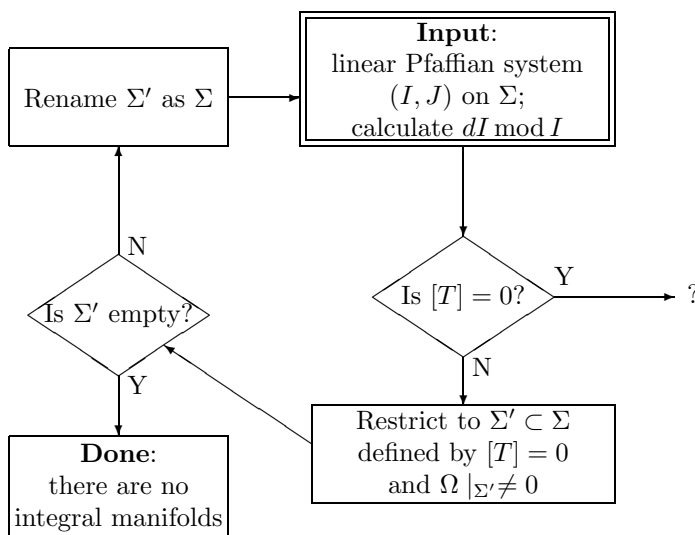 Input:
linear Pfaffian system
(I, J) on Σ;
calculate dI mod I
Rename Σ′ as Σ
N
Is Σ′ empty?
Y
Is [T] = 0?
Y
?
N
Restrict to Σ′ ⊂ Σ
defined by [T] = 0
and Ω |Σ′≠ 0
Done:
there are no
integral manifolds